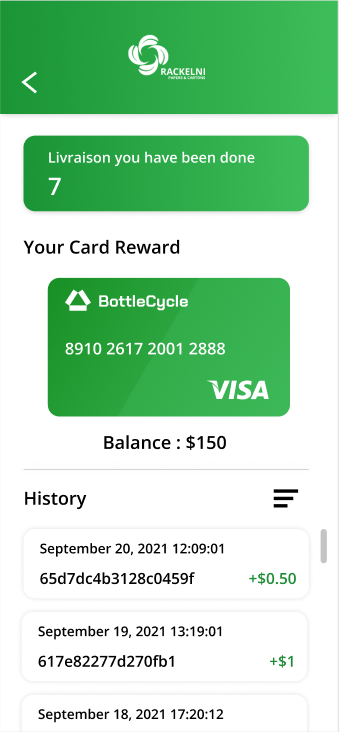 RACKELNI
PAPERS & CARTONS
Livraison you have been done
7
Your Card Reward
BottleCycle
8910 2617 2001 2888
VISA
Balance : $150
History
September 20, 2021 12:09:01
65d7dc4b3128c0459f +$0.50
September 19, 2021 13:19:01
617e82277d270fb1 +$1
September 18, 2021 17:20:12